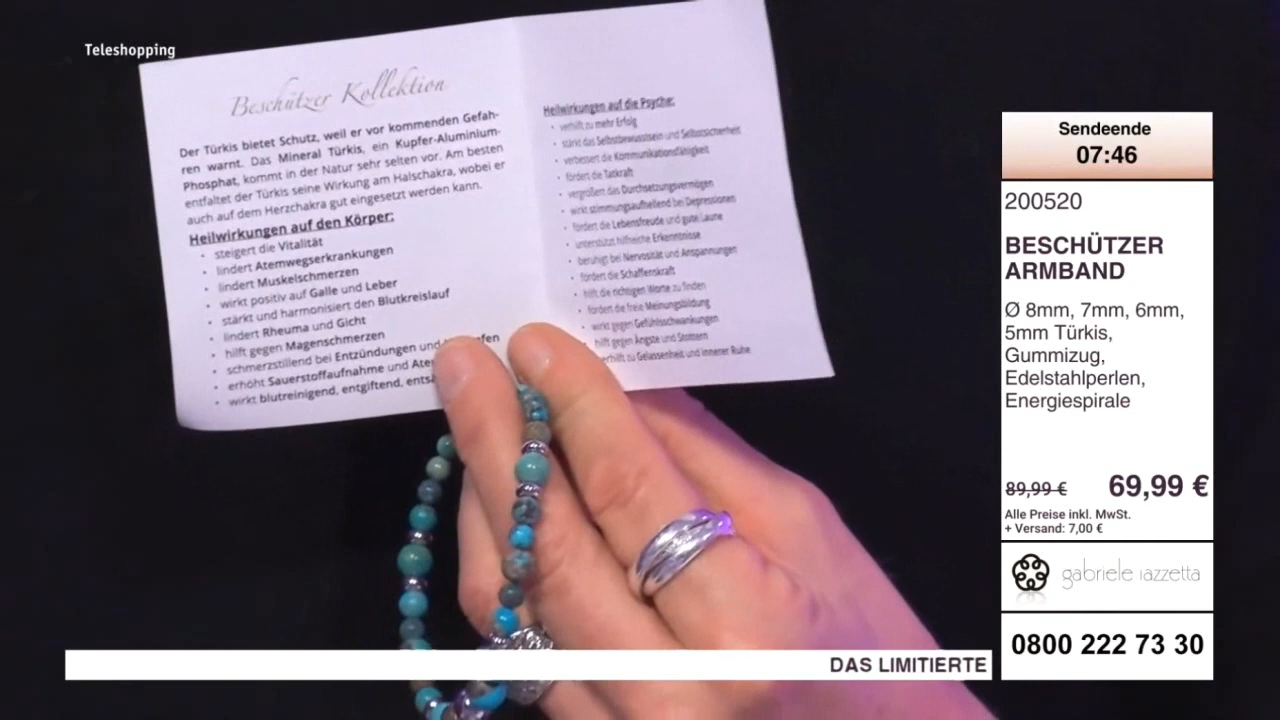 Teleshopping
Beschützer Kollektion
Der Türkis bietet Schutz, weil er vor kommenden Gefah-
ren warnt. Das Mineral Türkis, ein Kupfer-Aluminium-
Phosphat, kommt in der Natur sehr selten vor. Am besten
entfaltet der Türkis seine Wirkung am Halschakra, wobei er
auch auf dem Herzchakra gut eingesetzt werden kann.
Heilwirkungen auf den Körper:
• steigert die Vitalität
• lindert Atemwegserkrankungen
• lindert Muskelschmerzen
• wirkt positiv auf Galle und Leber
• stärkt und harmonisiert den Blutkreislauf
• lindert Rheuma und Gicht
• hilft gegen Magenschmerzen
• schmerzstillend bei Entzündungen und
• erhöht Sauerstoffaufnahme und
• wirkt blutreinigend, entgiftend,
Heilwirkungen auf die Psyche:
• verhilft zu mehr Erfolg
• stärkt das Selbstbewusstsein und Selbstsicherheit
• verbessert die Kommunikationsfähigkeit
• fördert die Tatkraft
• vergrößert das Durchsetzungsvermögen
• wirkt stimmungsaufhellend bei Depressionen
• fördert die Lebensfreude und gute Laune
• unterstützt hilfreiche Erkenntnisse
• beruhigt bei Nervosität und Anspannungen
• fördert die Schaffenskraft
• hilft die richtigen Worte zu finden
• fördert die freie Meinungsbildung
• wirkt gegen Gefühlsschwankungen
• hilft gegen Ängste und Stottern
verhilft zu Gelassenheit und innerer Ruhe
Sendeende
07:46
200520
BESCHÜTZER
ARMBAND
Ø 8mm, 7mm, 6mm,
5mm Türkis,
Gummizug,
Edelstahlperlen,
Energiespirale
89,99 € 69,99 €
Alle Preise inkl. MwSt.
+ Versand: 7,00 €
gabriele iazzetta
0800 222 73 30
DAS LIMITIERTE